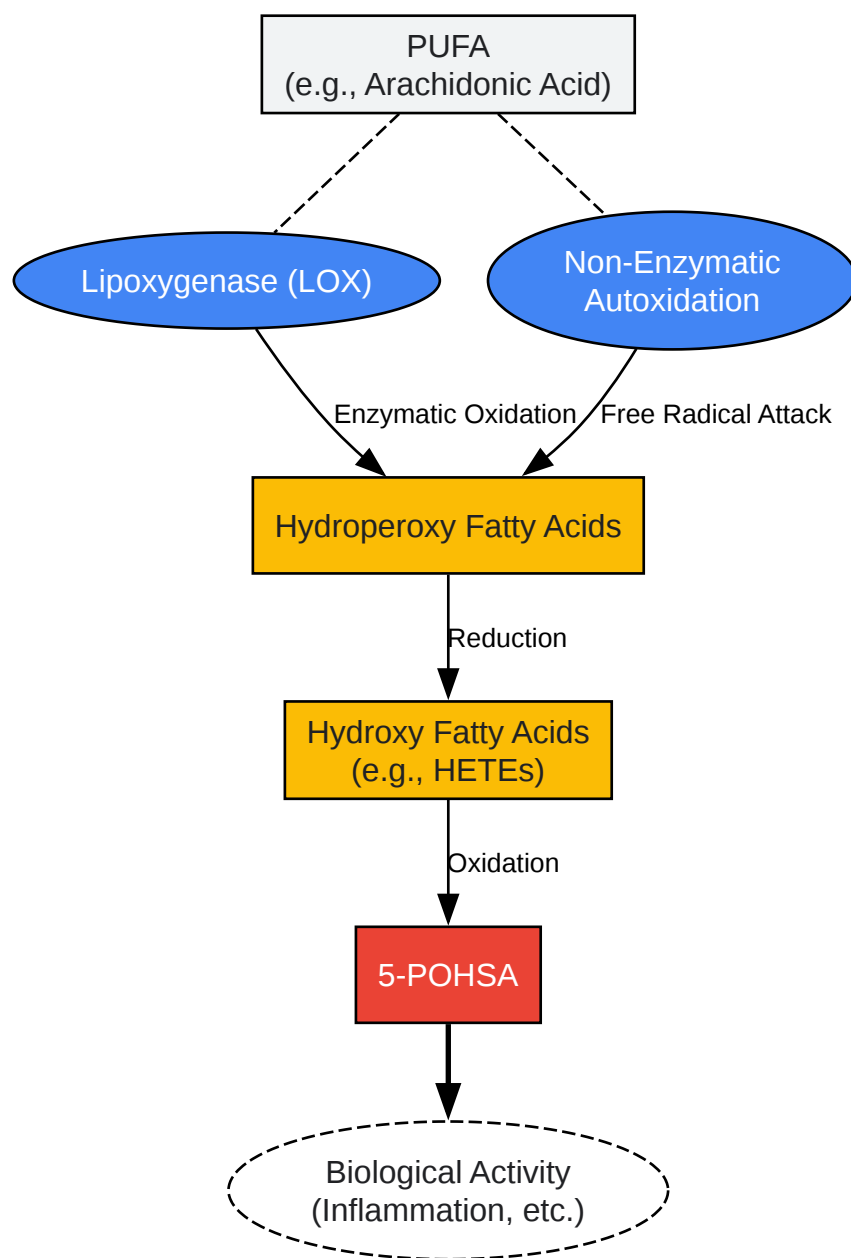 PUFA
(e.g., Arachidonic Acid)
Lipoxygenase (LOX)
Non-Enzymatic
Autoxidation
Enzymatic Oxidation
Free Radical Attack
Hydroperoxy Fatty Acids
Reduction
Hydroxy Fatty Acids
(e.g., HETEs)
Oxidation
5-POHSA
Biological Activity
(Inflammation, etc.)